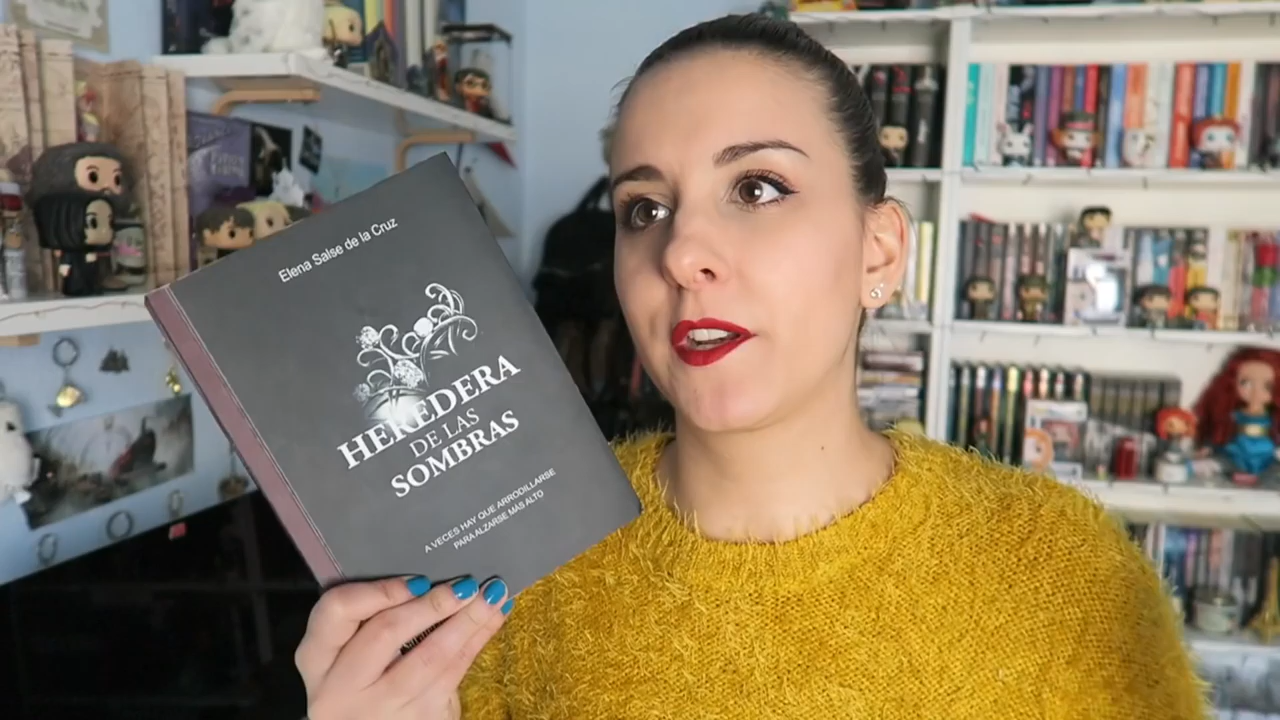 Elena Salse de la Cruz
HEREDERA
DE LAS
SOMBRAS
A VECES HAY QUE ARRODILLARSE
PARA ALZARSE MÁS ALTO